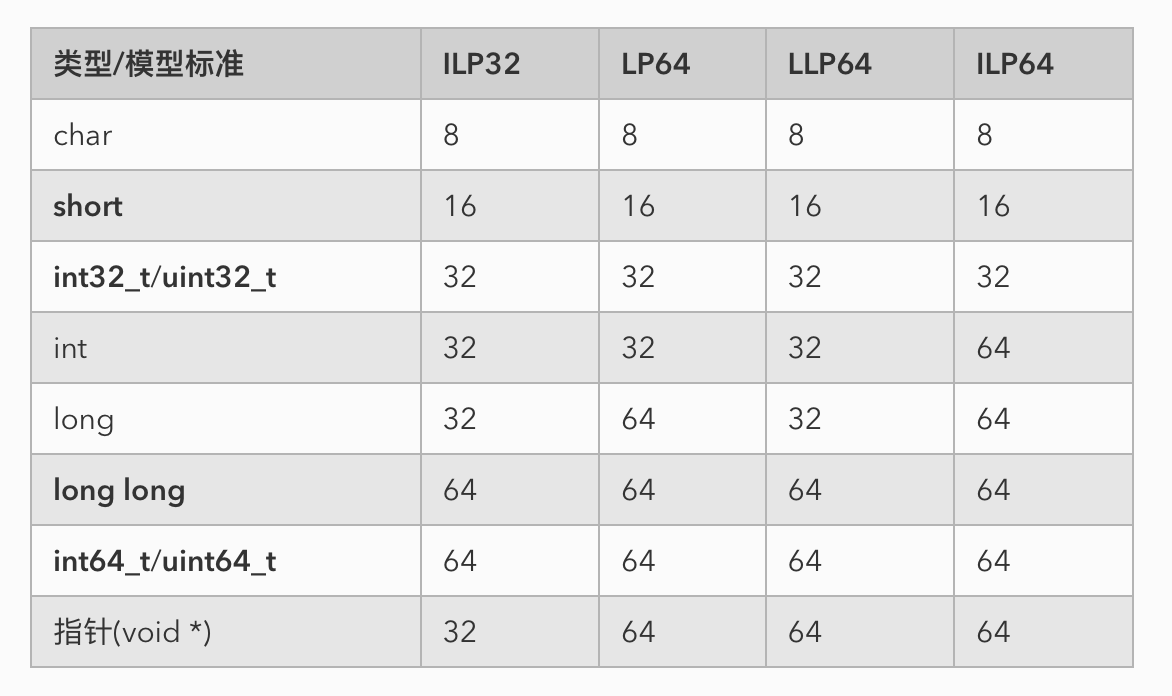 类型/模型标准 ILP32 LP64 LLP64 ILP64
char 8 8 8 8
short 16 16 16 16
int32_t/uint32_t 32 32 32 32
int 32 32 32 64
long 32 64 32 64
long long 64 64 64 64
int64_t/uint64_t 64 64 64 64
指针(void *) 32 64 64 64